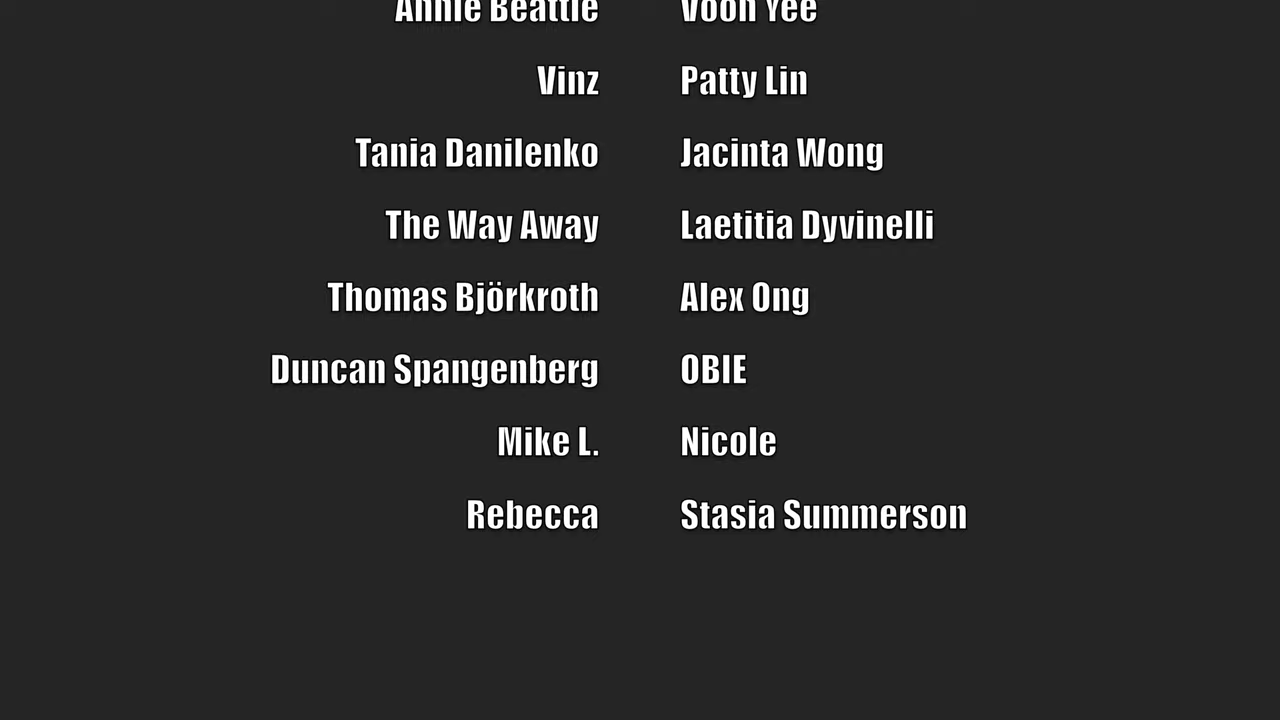 Annie Beattie Voon Yee
Vinz Patty Lin
Tania Danilenko Jacinta Wong
The Way Away Laetitia Dyvinelli
Thomas Björkroth Alex Ong
Duncan Spangenberg OBIE
Mike L. Nicole
Rebecca Stasia Summerson